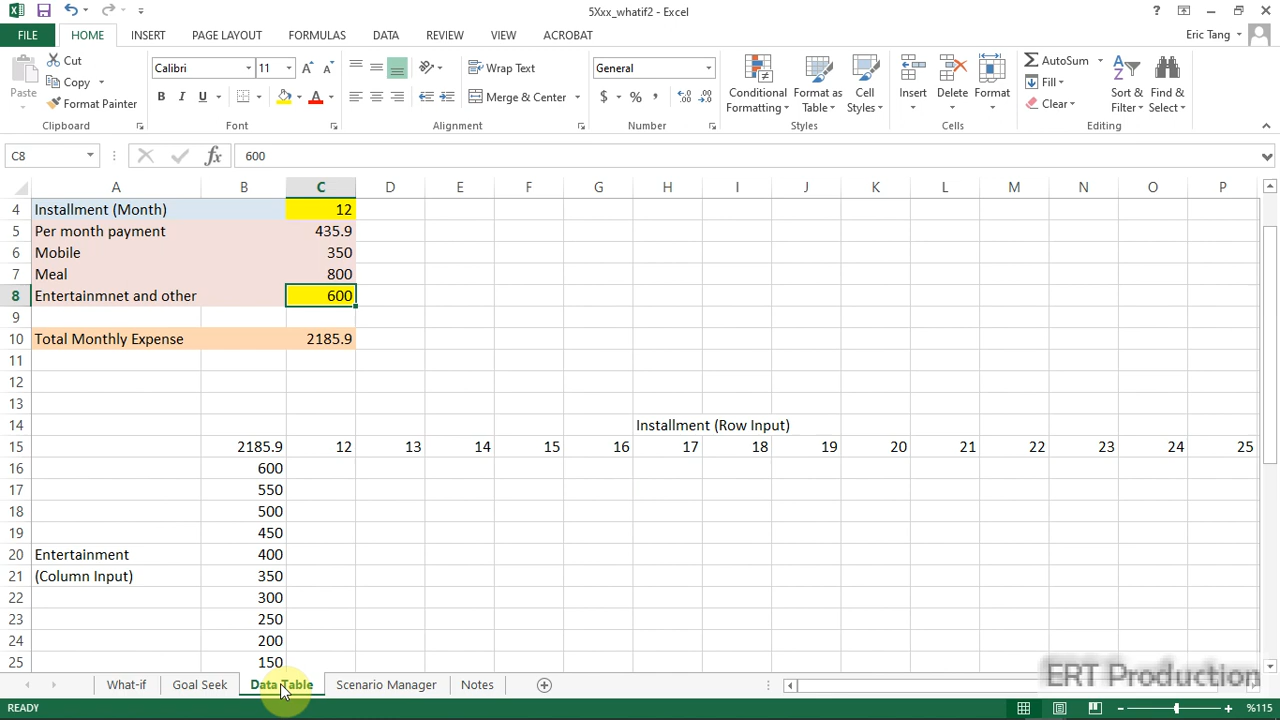 5Xxx_whatif2 - Excel
FILE HOME INSERT PAGE LAYOUT FORMULAS DATA REVIEW VIEW ACROBAT Eric Tang
Paste Cut Copy Format Painter
Calibri 11
Wrap Text
Merge & Center
General
$ % ,
Conditional Formatting Format as Table Cell Styles
Insert Delete Format
AutoSum Fill Clear
Sort & Filter Find & Select
Clipboard Font Alignment Number Styles Cells Editing
C8 fx 600
A B C D E F G H I J K L M N O P
4 Installment (Month) 12
5 Per month payment 435.9
6 Mobile 350
7 Meal 800
8 Entertainmnet and other 600
9
10 Total Monthly Expense 2185.9
11
12
13
14 Installment (Row Input)
15 2185.9 12 13 14 15 16 17 18 19 20 21 22 23 24 25
16 600
17 550
18 500
19 450
20 Entertainment 400
21 (Column Input) 350
22 300
23 250
24 200
25 150
What-if Goal Seek Data Table Scenario Manager Notes
ERT Production
READY %115